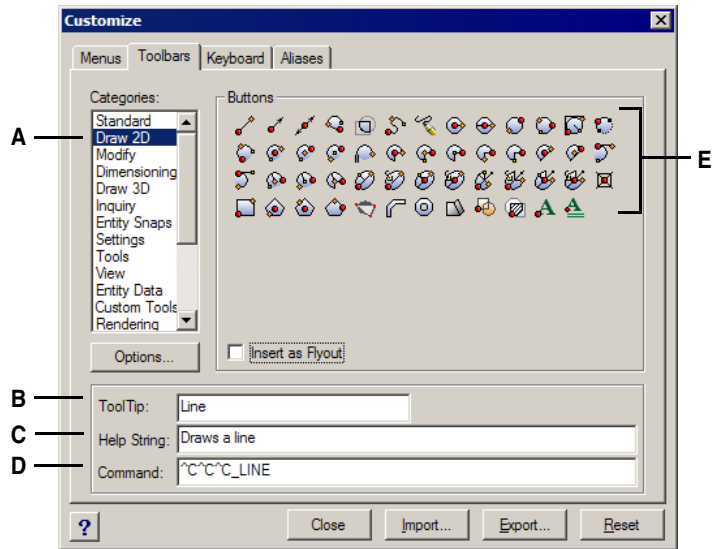 Customize
Menus Toolbars Keyboard Aliases
Categories:
Buttons
Standard
A
Draw 2D
Modify
E
Dimensioning
Draw 3D
Inquiry
Entity Snaps
Settings
Tools
View
Entity Data
Custom Tools
Rendering
Options...
Insert as Flyout
B
ToolTip: Line
C
Help String: Draws a line
D
Command: ^C^C^C_LINE
? Close Import... Export... Reset